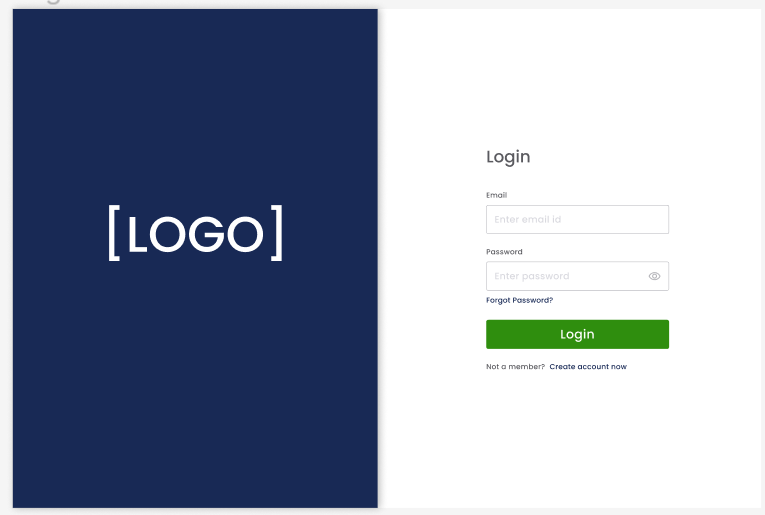 [LOGO]
Login
Email
Enter email id
Password
Enter password
Forgot Password?
Login
Not a member? Create account now